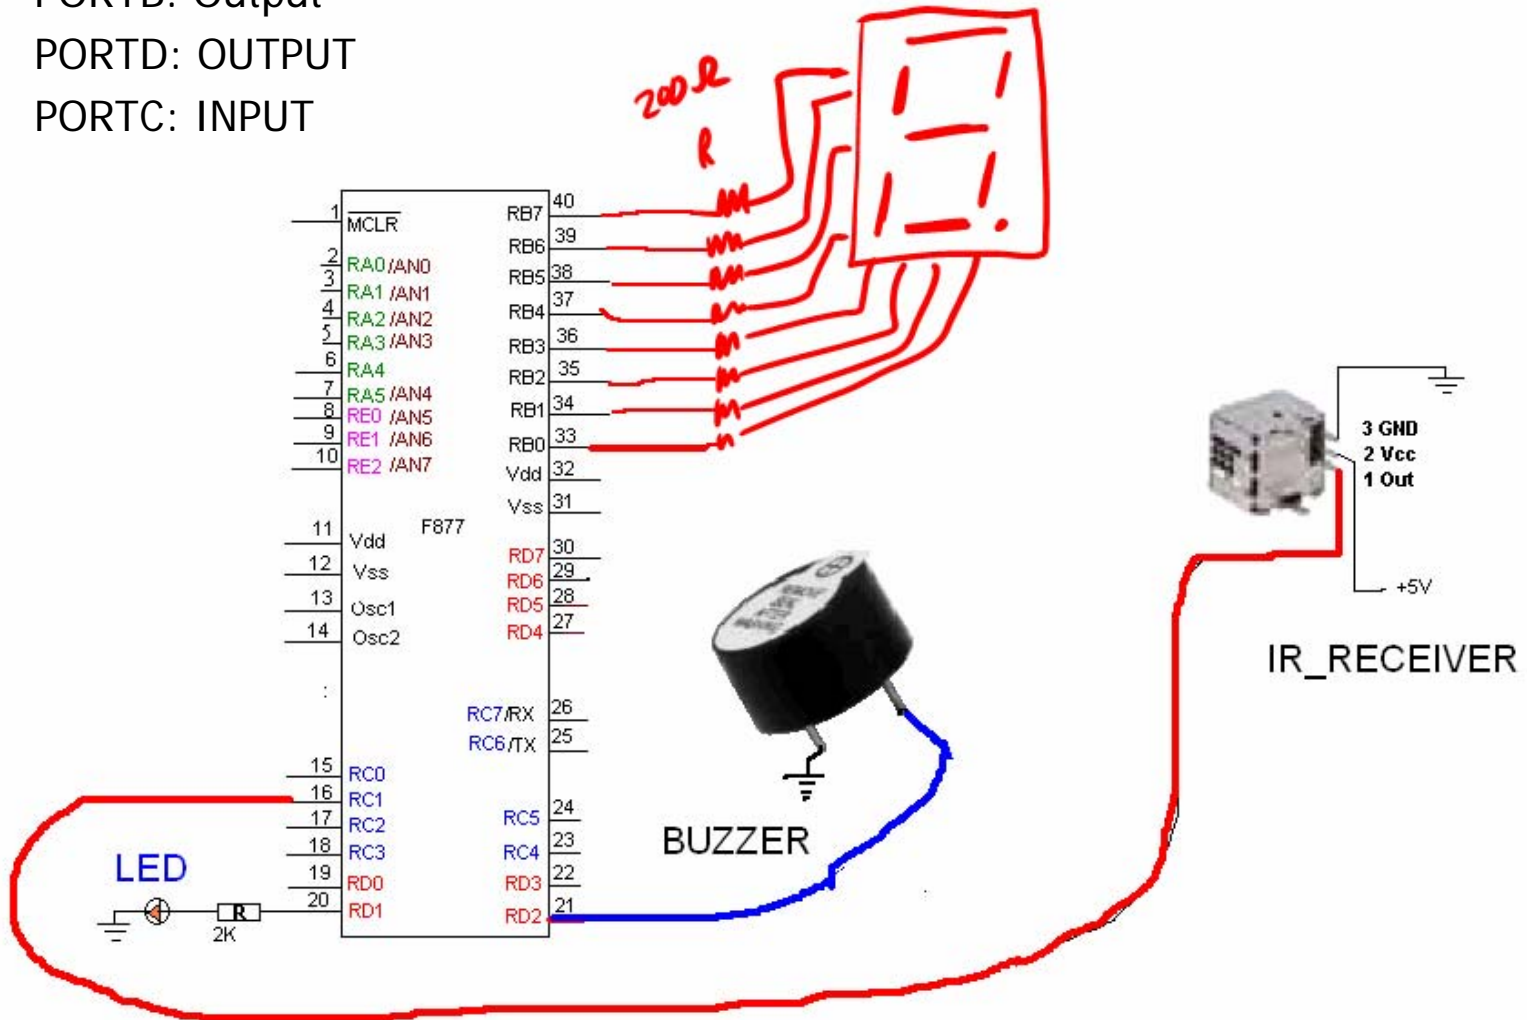 PORTB: Output
PORTD: OUTPUT
PORTC: INPUT
200 Ω
R
1 MCLR
2 RA0/AN0
3 RA1 /AN1
4 RA2 /AN2
5 RA3 /AN3
6 RA4
7 RA5 /AN4
8 RE0 /AN5
9 RE1 /AN6
10 RE2 /AN7
11 Vdd
12 Vss
13 Osc1
14 Osc2
:
15 RC0
16 RC1
17 RC2
18 RC3
19 RD0
20 RD1
F877
RB7 40
RB6 39
RB5 38
RB4 37
RB3 36
RB2 35
RB1 34
RB0 33
Vdd 32
Vss 31
RD7 30
RD6 29
RD5 28
RD4 27
RC7/RX 26
RC6/TX 25
RC5 24
RC4 23
RD3 22
RD2 21
LED
R
2K
BUZZER
3 GND
2 Vcc
1 Out
+5V
IR_RECEIVER